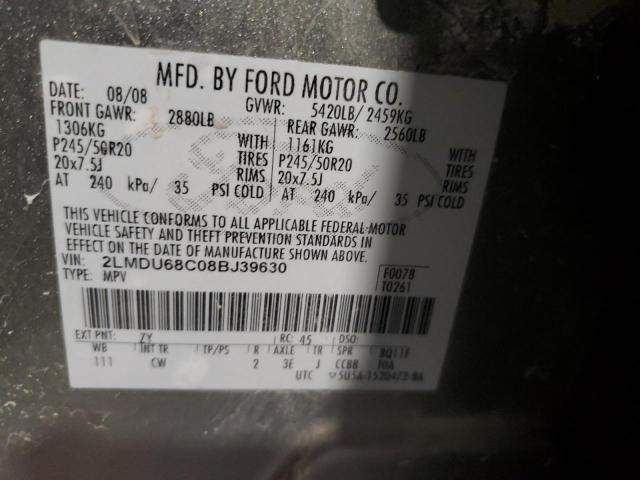 MFD. BY FORD MOTOR CO.
DATE: 08/08 GVWR: 5420LB/ 2459KG
FRONT GAWR: 2880LB REAR GAWR: 2560LB
1306KG WITH 1161KG WITH
P245/50R20 TIRES P245/50R20 TIRES
20x7.5J RIMS 20x7.5J RIMS
AT 240 kPa/ 35 PSI COLD AT 240 kPa/ 35 PSI COLD
THIS VEHICLE CONFORMS TO ALL APPLICABLE FEDERAL MOTOR
VEHICLE SAFETY AND THEFT PREVENTION STANDARDS IN
EFFECT ON THE DATE OF MANUFACTURE SHOWN ABOVE.
VIN: 2LMDU68C08BJ39630 F0078
TYPE: MPV T0261
EXT PNT: ZY RC: 45 DSO:
WB INT TR TP/PS R AXLE TR SPR
111 CW 2 3E J CCBB
UTC